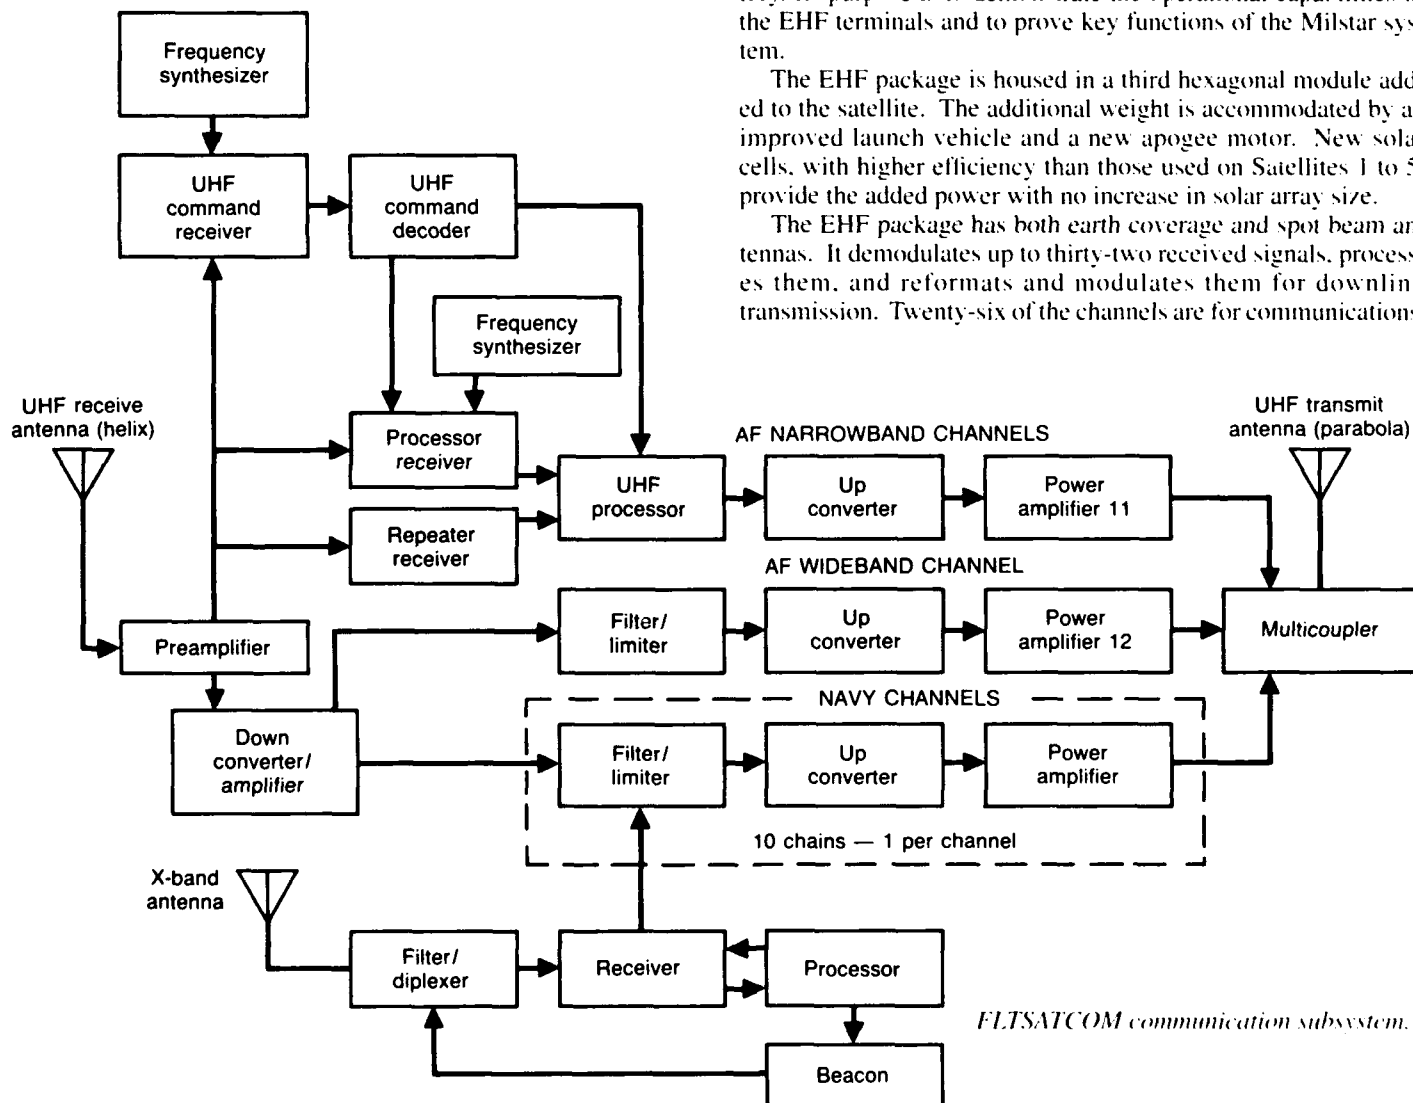 the EHF terminals and to prove key functions of the Milstar sys
tem.
The EHF package is housed in a third hexagonal module add
ed to the satellite. The additional weight is accommodated by a
improved launch vehicle and a new apogee motor. New sola
cells, with higher efficiency than those used on Satellites 1 to 5
provide the added power with no increase in solar array size.
The EHF package has both earth coverage and spot beam an
tennas. It demodulates up to thirty-two received signals, process
es them, and reformats and modulates them for downlin
transmission. Twenty-six of the channels are for communications
Frequency
synthesizer
UHF
command
receiver
UHF
command
decoder
Frequency
synthesizer
UHF receive
antenna (helix)
Processor
receiver
Repeater
receiver
UHF
processor
AF NARROWBAND CHANNELS
Up
converter
Power
amplifier 11
UHF transmit
antenna (parabola)
AF WIDEBAND CHANNEL
Preamplifier
Filter/
limiter
Up
converter
Power
amplifier 12
Multicoupler
NAVY CHANNELS
Down
converter/
amplifier
Filter/
limiter
Up
converter
Power
amplifier
10 chains — 1 per channel
X-band
antenna
Filter/
diplexer
Receiver
Processor
Beacon
FLTSATCOM communication subsystem.